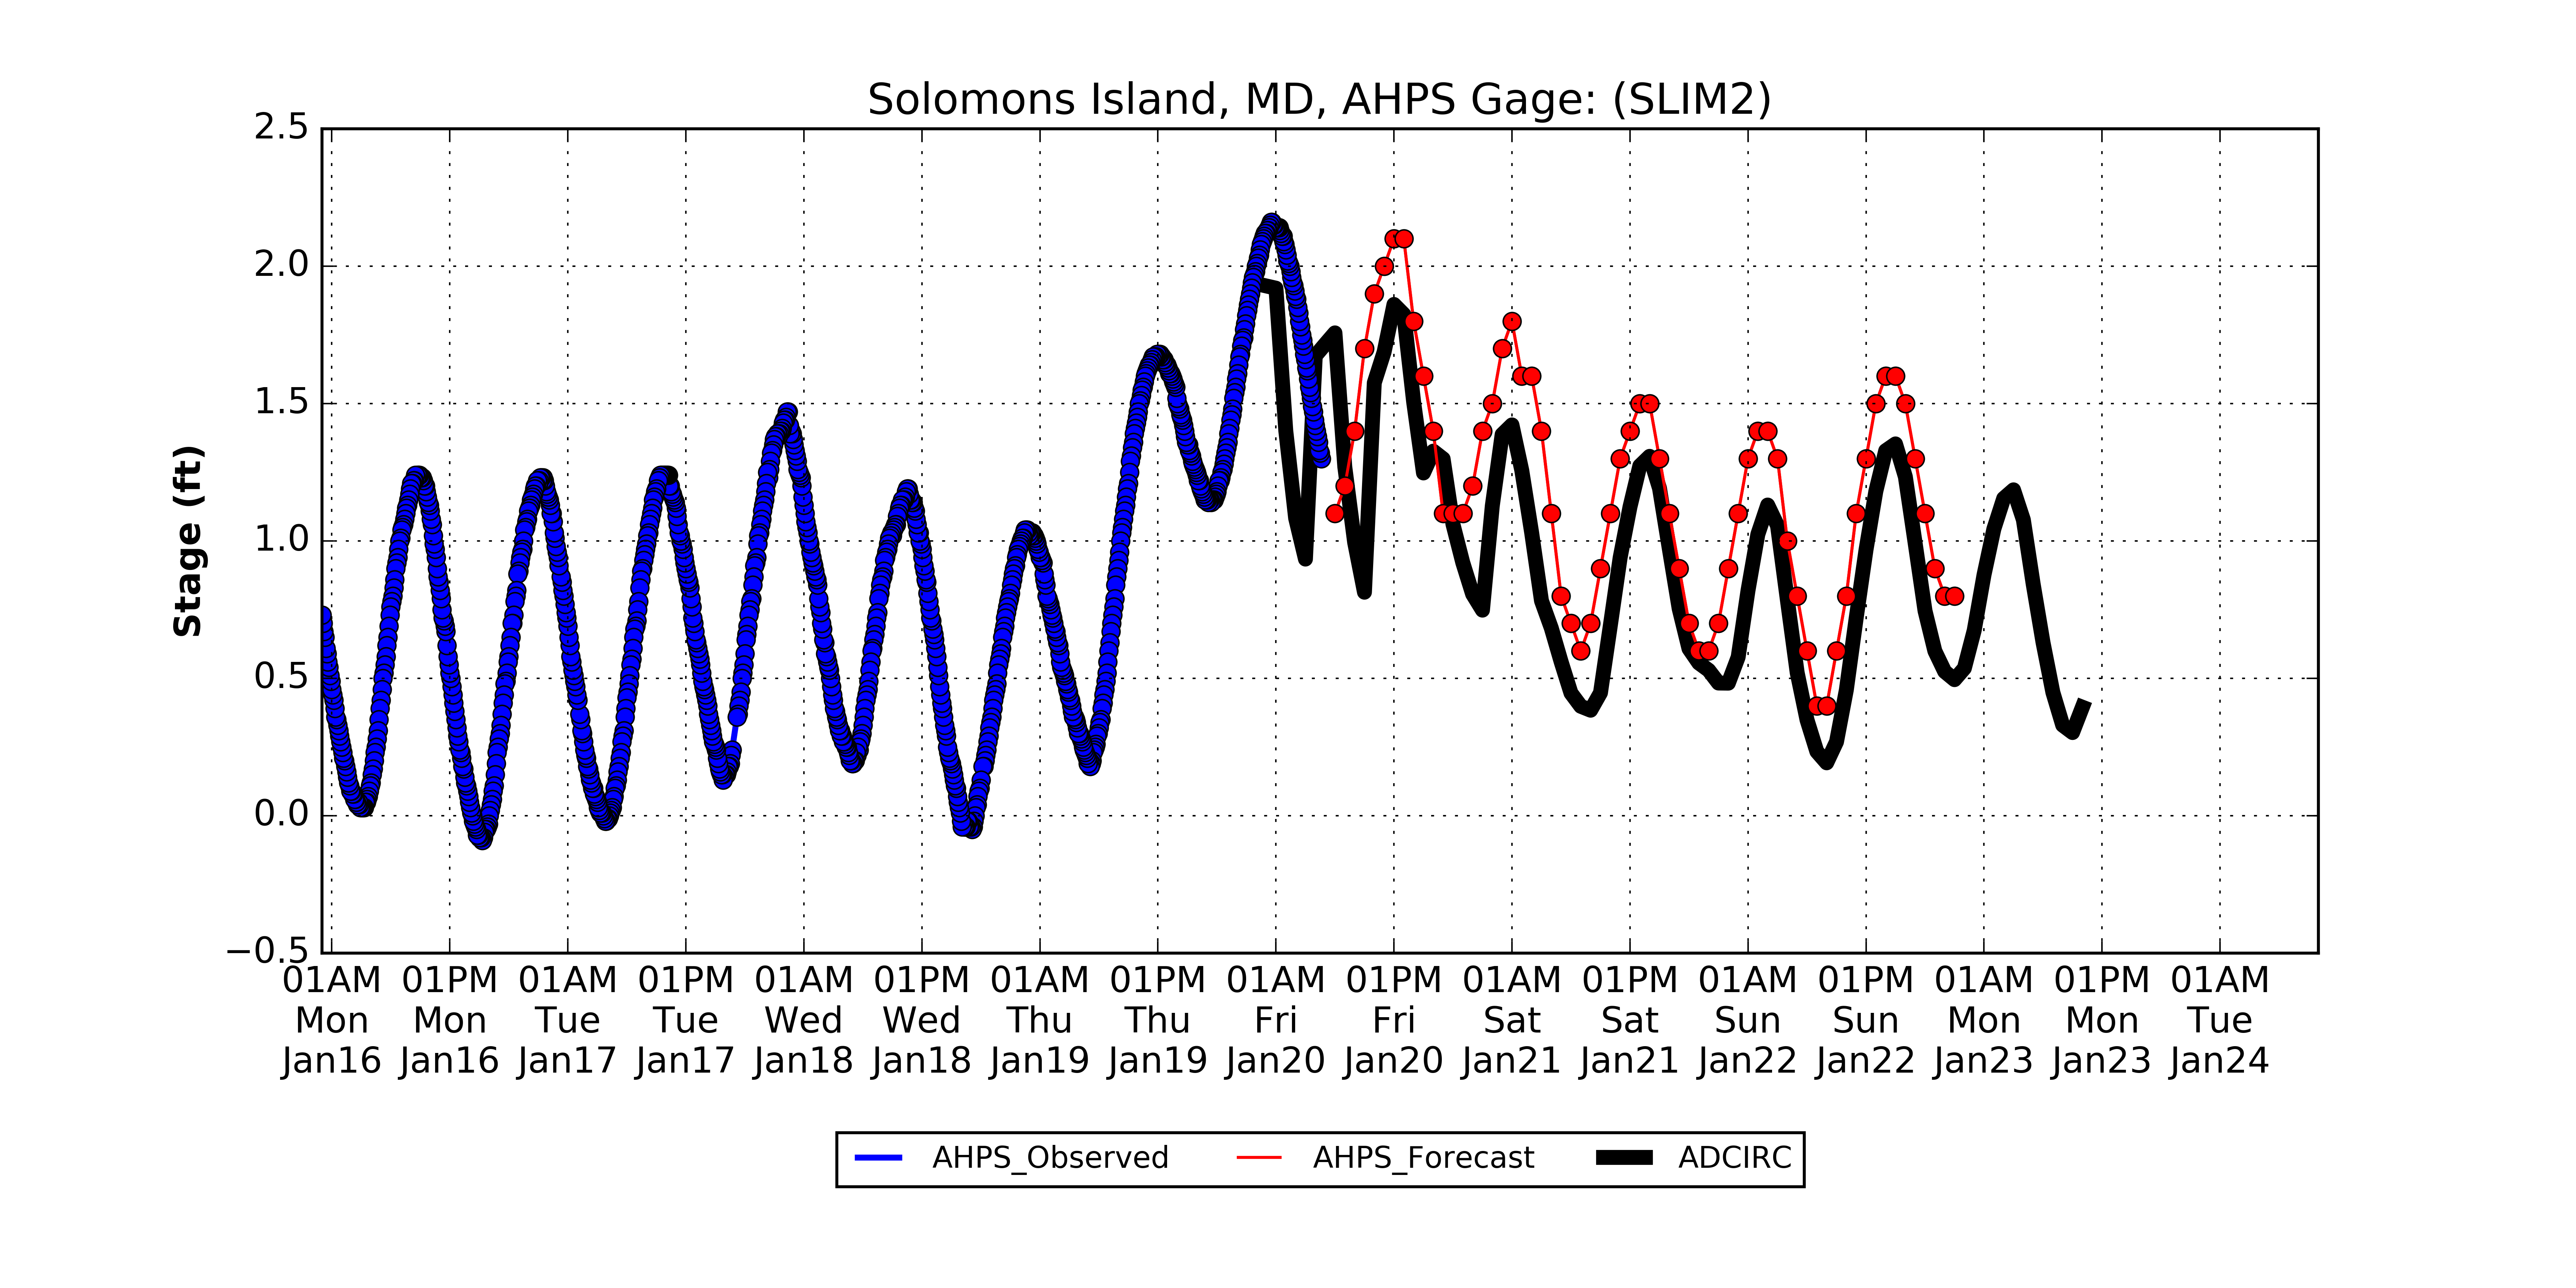 Solomons Island, MD, AHPS Gage: (SLIM2)
Stage (ft)
2.5
2.0
1.5
1.0
0.5
0.0
−0.5
01AM 01PM 01AM 01PM 01AM 01PM 01AM 01PM 01AM 01PM 01AM 01PM 01AM 01PM 01AM 01PM 01AM
Mon Mon Tue Tue Wed Wed Thu Thu Fri Fri Sat Sat Sun Sun Mon Mon Tue
Jan16 Jan16 Jan17 Jan17 Jan18 Jan18 Jan19 Jan19 Jan20 Jan20 Jan21 Jan21 Jan22 Jan22 Jan23 Jan23 Jan24
AHPS_Observed AHPS_Forecast ADCIRC